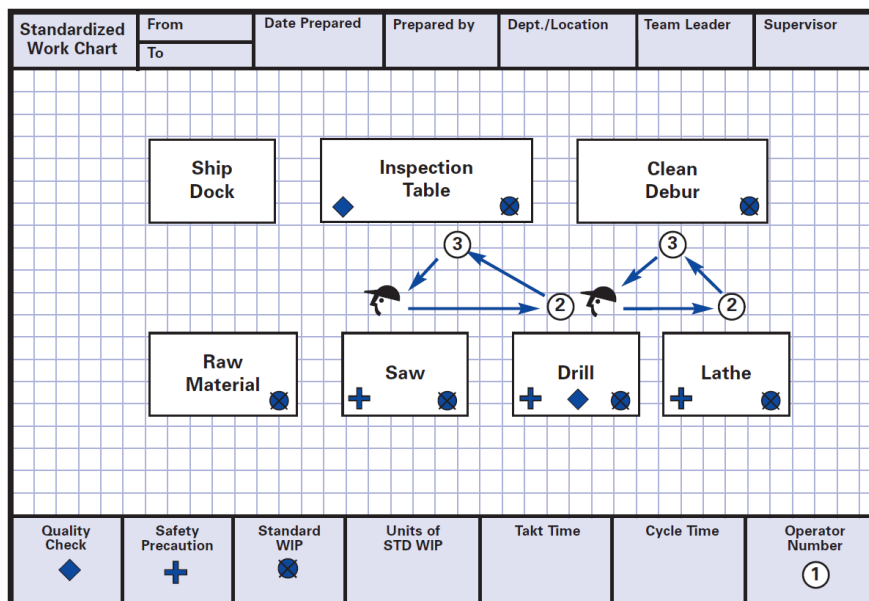 Standardized
Work Chart
From
To
Date Prepared
Prepared by
Dept./Location
Team Leader
Supervisor
Ship
Dock
Inspection
Table
Clean
Debur
3
3
2
2
Raw
Material
Saw
Drill
Lathe
Quality
Check
Safety
Precaution
Standard
WIP
Units of
STD WIP
Takt Time
Cycle Time
Operator
Number
1